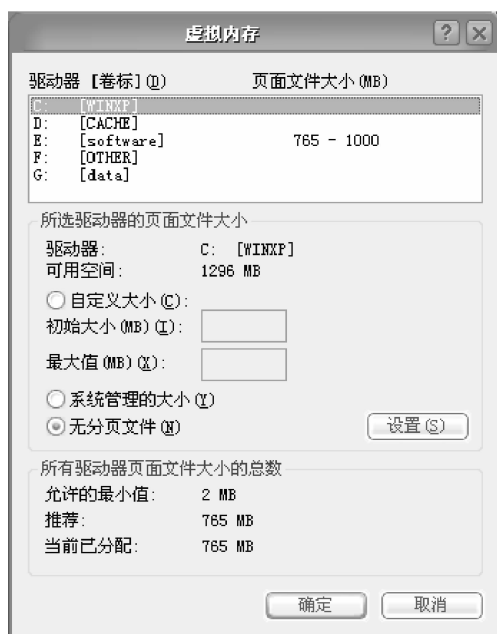 虚拟内存
驱动器 [卷标](D) 页面文件大小(MB)
C: [WINXP]
D: [CACHE]
E: [software] 765 - 1000
F: [OTHER]
G: [data]
所选驱动器的页面文件大小
驱动器: C: [WINXP]
可用空间: 1296 MB
自定义大小(C):
初始大小(MB)(I):
最大值(MB)(X):
系统管理的大小(Y)
无分页文件(N) 设置(S)
所有驱动器页面文件大小的总数
允许的最小值: 2 MB
推荐: 765 MB
当前已分配: 765 MB
确定 取消